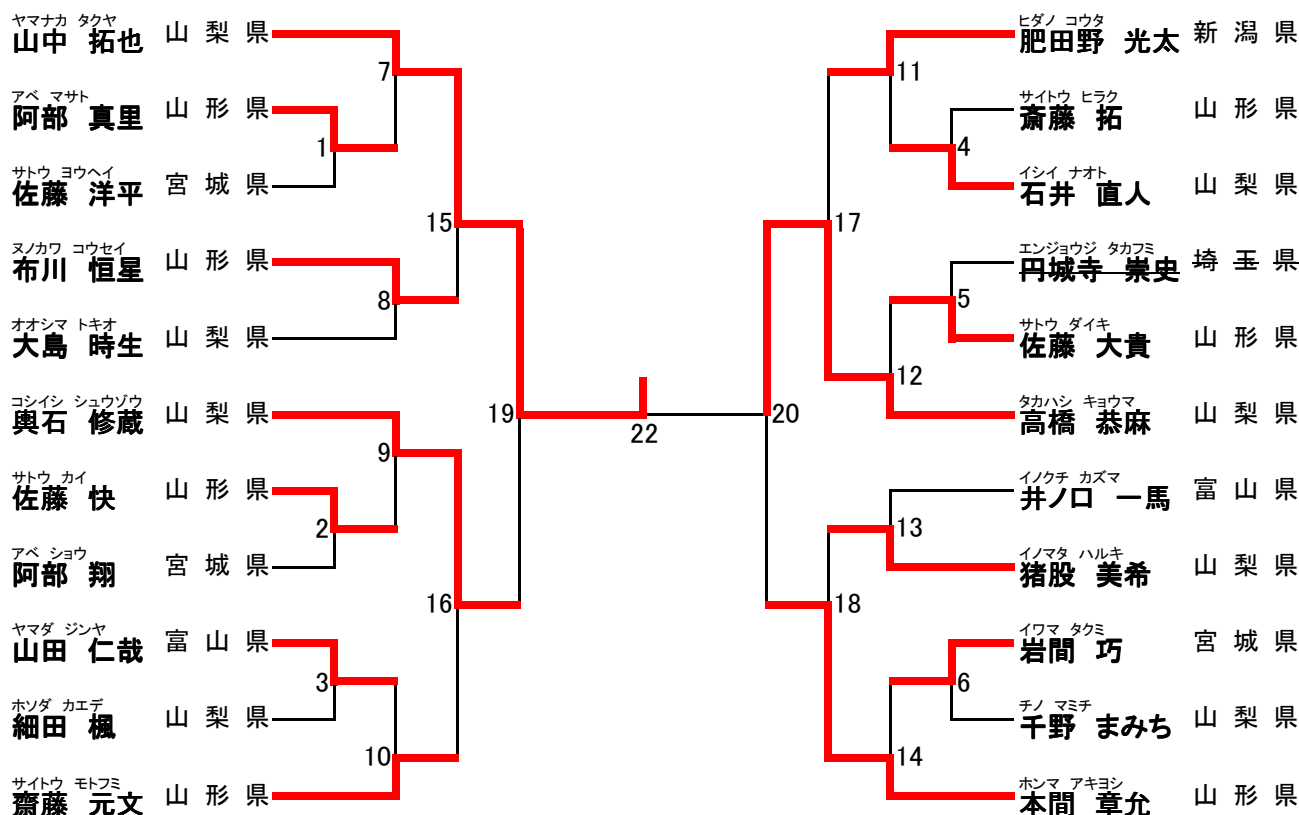 ヤマナカ タクヤ
山中 拓也 山梨県
アベ マサト
阿部 真里 山形県
サトウ ヨウヘイ
佐藤 洋平 宮城県
ヌノカワ コウセイ
布川 恒星 山形県
オオシマ トキオ
大島 時生 山梨県
コシイシ シュウゾウ
輿石 修蔵 山梨県
サトウ カイ
佐藤 快 山形県
アベ ショウ
阿部 翔 宮城県
ヤマダ ジンヤ
山田 仁哉 富山県
ホソダ カエデ
細田 楓 山梨県
サイトウ モトフミ
齋藤 元文 山形県
7
1
15
8
19
9
2
16
3
10
22
20
11
4
17
5
12
13
18
6
14
ヒダノ コウタ
肥田野 光太 新潟県
サイトウ ヒラク
斎藤 拓 山形県
イシイ ナオト
石井 直人 山梨県
エンジョウジ タカフミ
円城寺 崇史 埼玉県
サトウ ダイキ
佐藤 大貴 山形県
タカハシ キョウマ
高橋 恭麻 山梨県
イノクチ カズマ
井ノ口 一馬 富山県
イノマタ ハルキ
猪股 美希 山梨県
イワマ タクミ
岩間 巧 宮城県
チノ マミチ
千野 まみち 山梨県
ホンマ アキヨシ
本間 章允 山形県